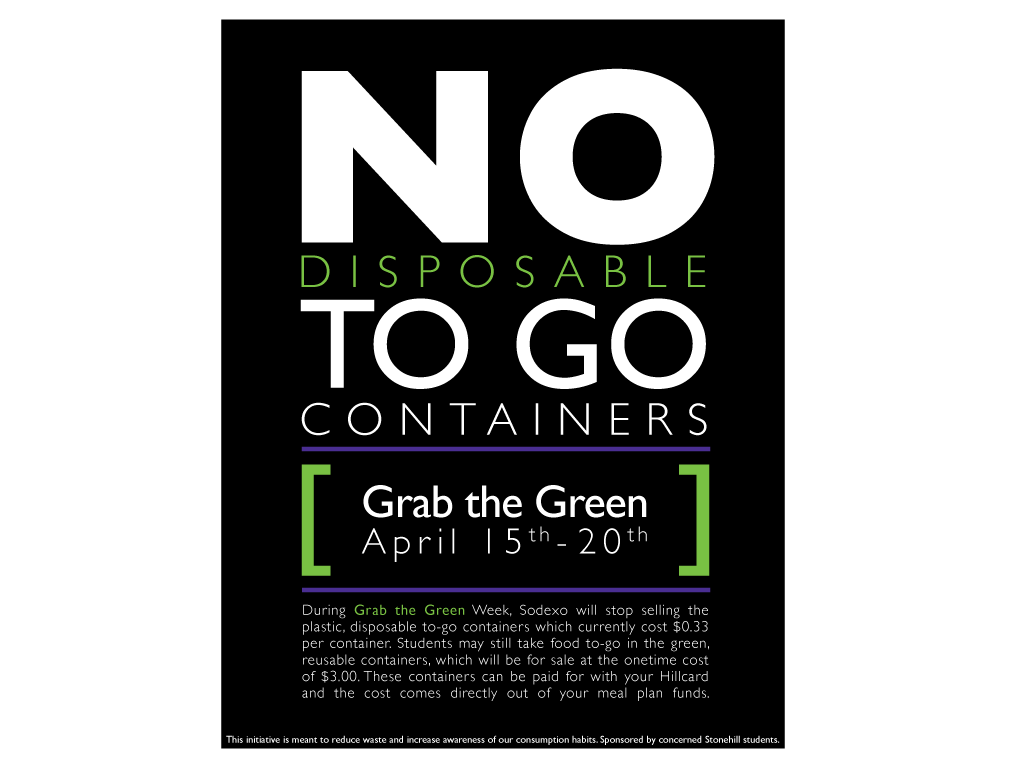 NO
DISPOSABLE
TO GO
CONTAINERS
Grab the Green
April 15th-20th
During Grab the Green Week, Sodexo will stop selling the
plastic, disposable to-go containers which currently cost $0.33
per container. Students may still take food to-go in the green,
reusable containers, which will be for sale at the onetime cost
of $3.00. These containers can be paid for with your Hillcard
and the cost comes directly out of your meal plan funds.
This initiative is meant to reduce waste and increase awareness of our consumption habits. Sponsored by concerned Stonehill students.